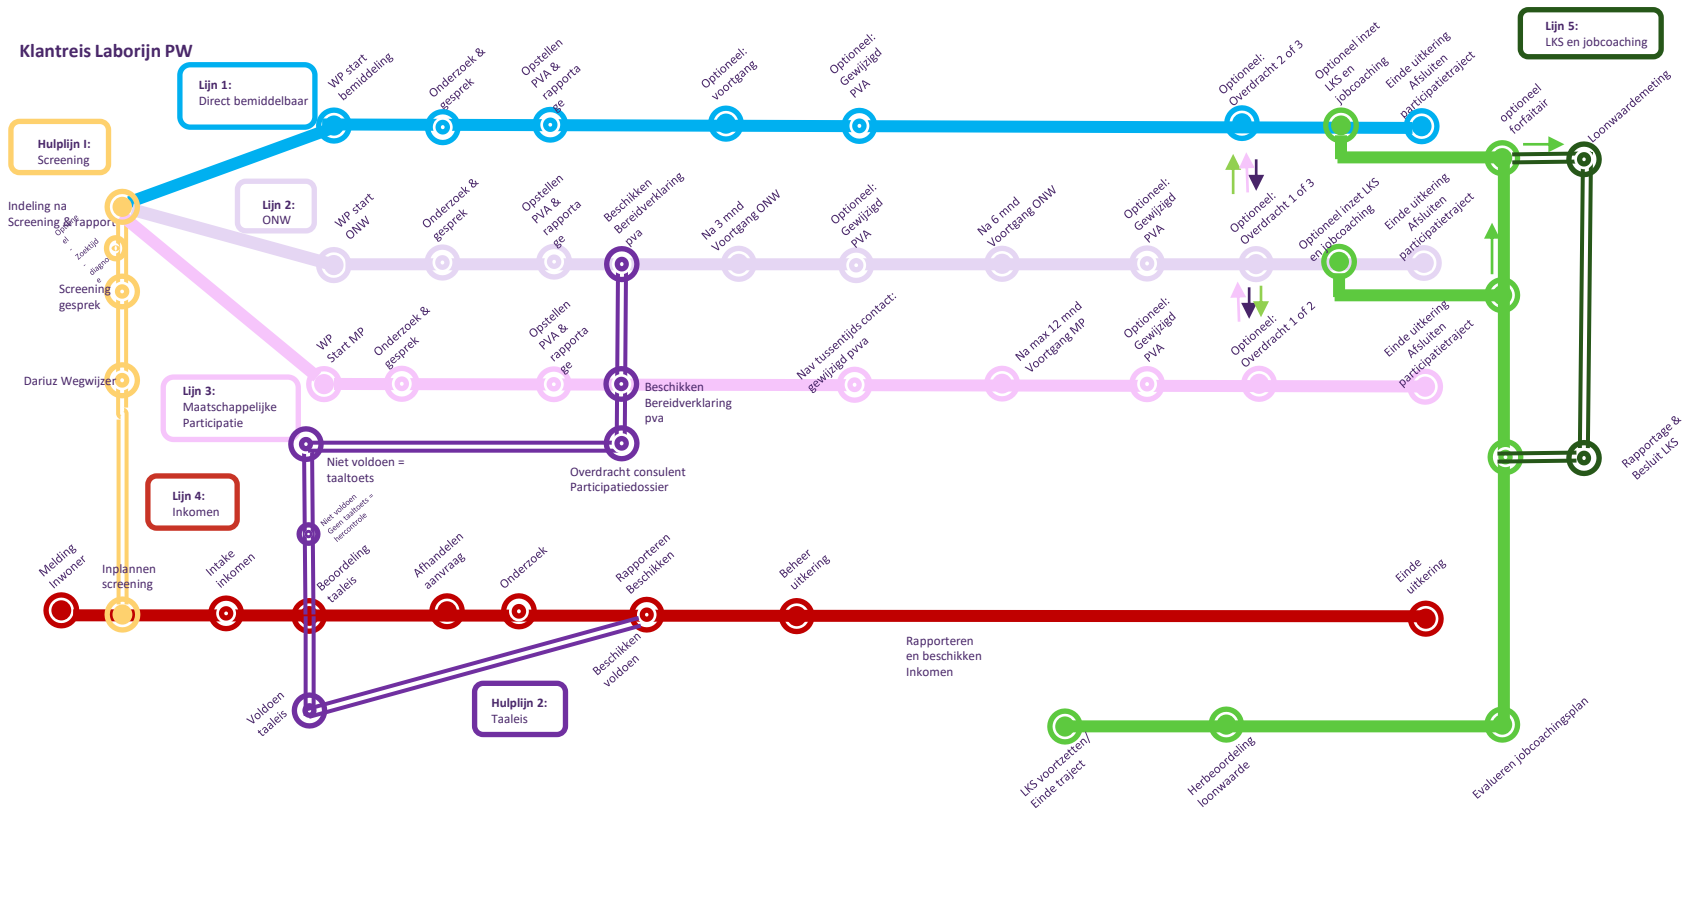 Klantreis Laborijn PW
Lijn 1:
Direct bemiddelbaar
Hulplijn I:
Screening
WP start
bemiddeling
Onderzoek &
gesprek
Opstellen
PVA &
rapporta
ge
Optioneel:
voortgang
Optioneel:
Gewijzigd
PVA
Optioneel:
Overdracht 2 of 3
Optioneel inzet
LKS en
jobcoaching
Einde uitkering
Afsluiten
participatietraject
Lijn 5:
LKS en jobcoaching
optioneel
forfaitair
Loonwaardemeting
Indeling na
Screening & rapport
Zoektijd
-
diagno
e
Screening
gesprek
Dariuz Wegwijzer
Lijn 2:
ONW
WP start
ONW
Onderzoek &
gesprek
Opstellen
PVA &
rapporta
ge
Beschikken
Bereidverklaring
pva
Na 3 mnd
Voortgang ONW
Optioneel:
Gewijzigd
PVA
Na 6 mnd
Voortgang ONW
Optioneel:
Gewijzigd
PVA
Optioneel:
Overdracht 1 of 3
Optioneel inzet LKS
en jobcoaching
Einde uitkering
Afsluiten
participatietraject
Lijn 3:
Maatschappelijke
Participatie
WP
Start MP
Onderzoek &
gesprek
Opstellen
PVA &
rapporta
ge
Beschikken
Bereidverklaring
pva
Nav tussentijds contact:
gewijzigd pvva
Na max 12 mnd
Voortgang MP
Optioneel:
Gewijzigd
PVA
Optioneel:
Overdracht 1 of 2
Einde uitkering
Afsluiten
participatietraject
Niet voldoen =
taaltoets
Overdracht consulent
Participatiedossier
Niet voldoen
Geen taaltoets =
hercontrole
Rapportage &
Besluit LKS
Lijn 4:
Inkomen
Melding
Inwoner
Inplannen
screening
Intake
inkomen
Beoordeling
taaleis
Afhandelen
aanvraag
Onderzoek
Rapporteren
Beschikken
Beheer
uitkering
Einde
uitkering
Rapporteren
en beschikken
Inkomen
Beschikken
voldoen
Voldoen
taaleis
Hulplijn 2:
Taaleis
LKS voortzetten/
Einde traject
Herbeoordeling
loonwaarde
Evalueren jobcoachingsplan